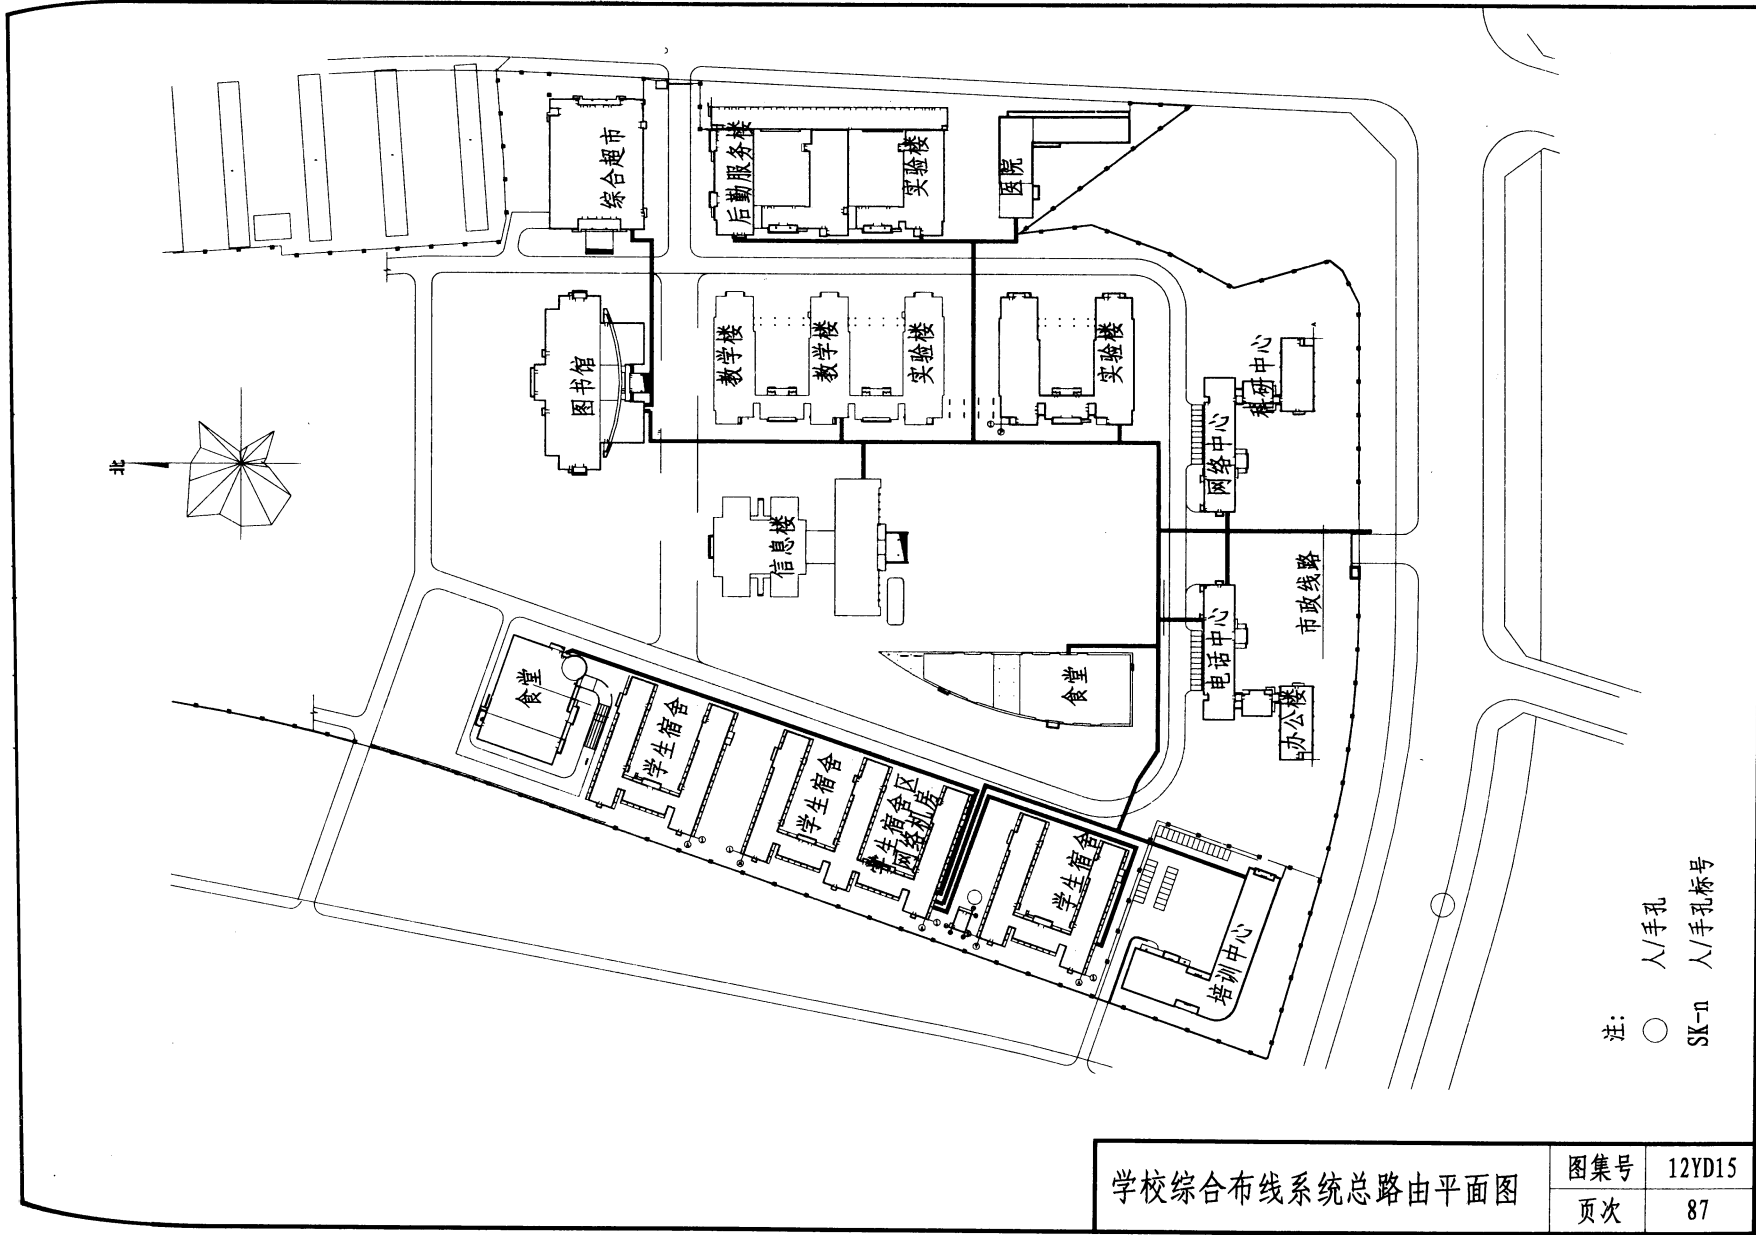 北
综合超市
后勤服务楼
实验楼
医院
图书馆
教学楼
教学楼
实验楼
实验楼
科研中心
网络中心
信息楼
市政线路
电话中心
办公楼
食堂
食堂
学生宿舍
学生宿舍
学生宿舍区
网络机房
学生宿舍
培训中心
注:
人/手孔
SK-n 人/手孔标号
学校综合布线系统总路由平面图
图集号 12YD15
页次 87